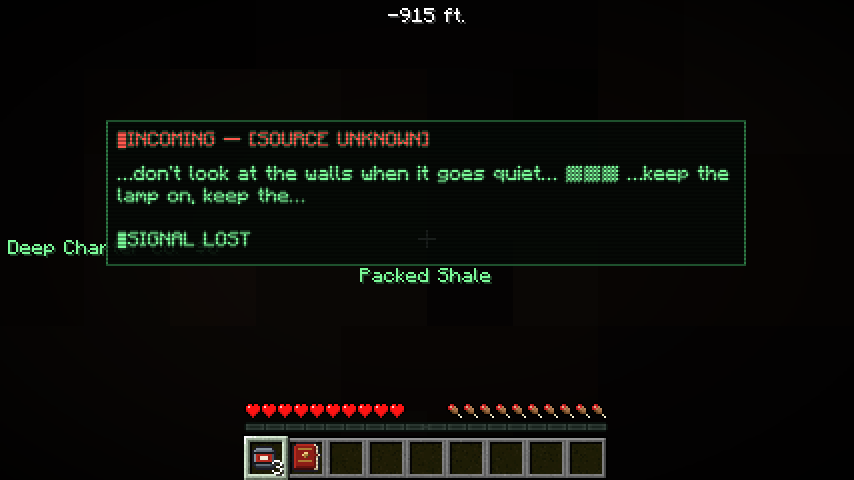 -915 ft.
INCOMING — [SOURCE UNKNOWN]
...don't look at the walls when it goes quiet... ▒▒▒ ...keep the
lamp on, keep the...
SIGNAL LOST
Deep Char
Packed Shale
3